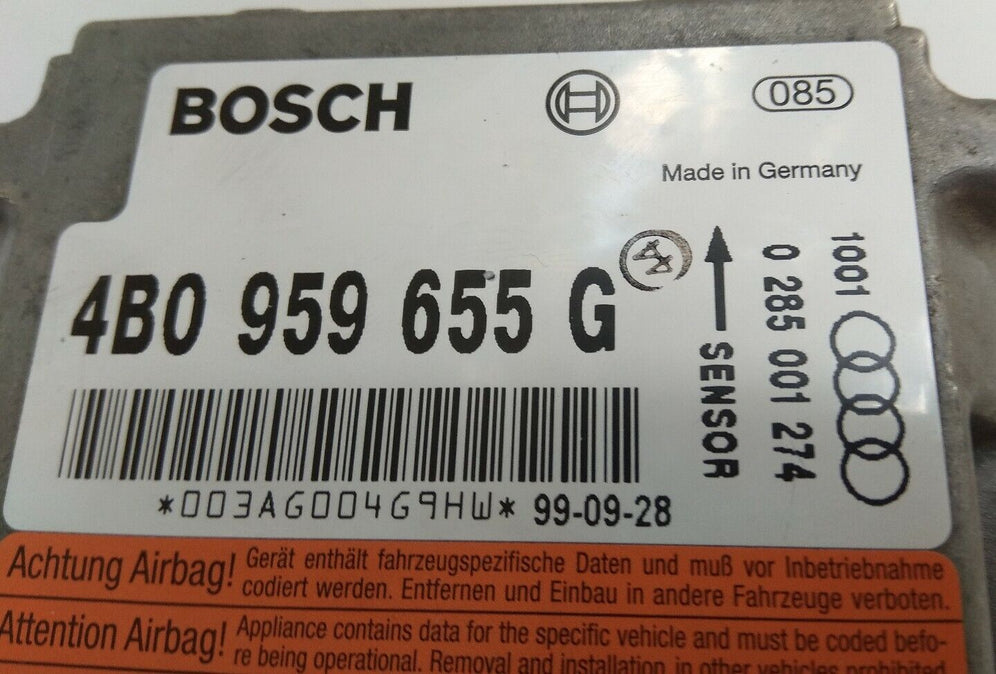 BOSCH
085
Made in Germany
4B0 959 655 G
SENSOR
0 285 001 274
1001
*003AG004G9HW* 99-09-28
Achtung Airbag! Gerät enthält fahrzeugspezifische Daten und muß vor Inbetriebnahme
codiert werden. Entfernen und Einbau in andere Fahrzeuge verboten.
Attention Airbag! Appliance contains data for the specific vehicle and must be coded befo-
re being operational. Removal and installation in other vehicles prohibited